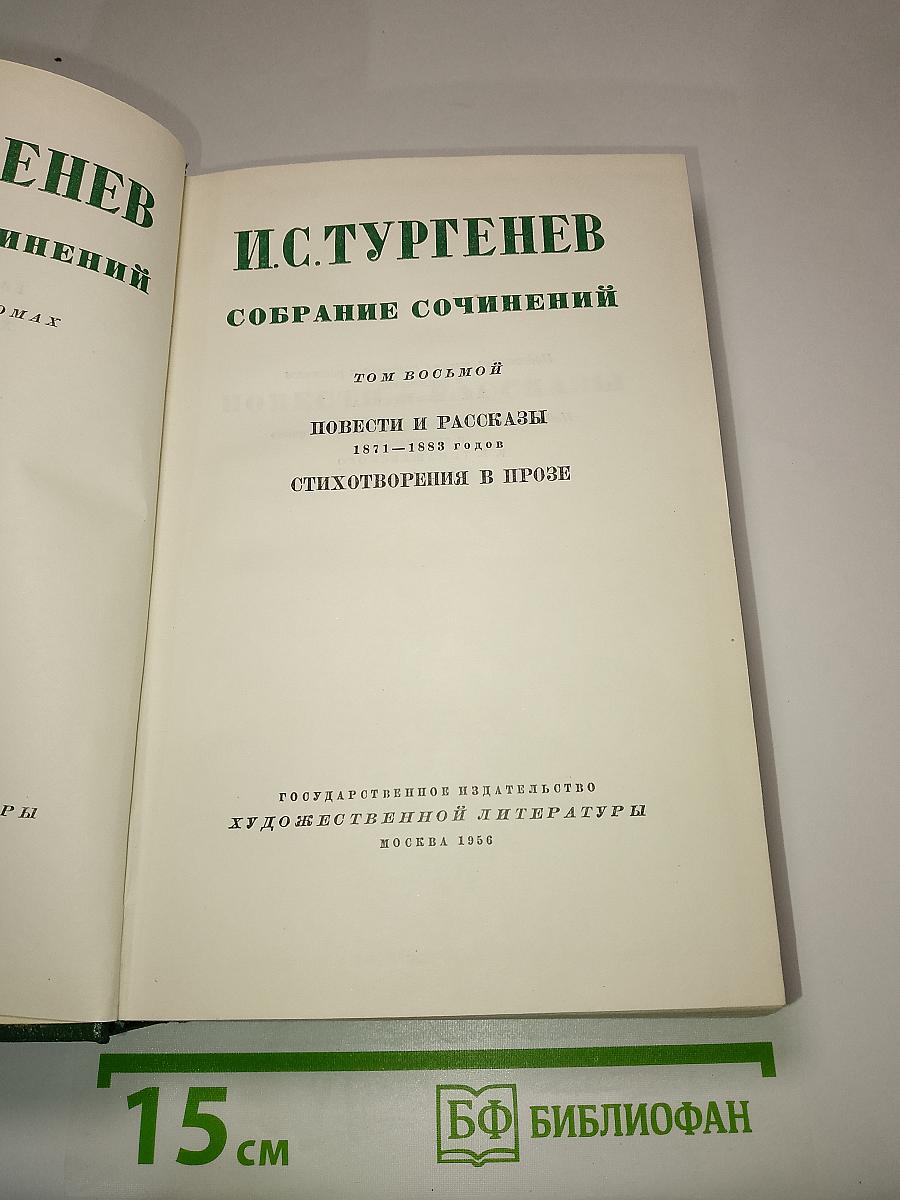 ЕНЕВ
ИНЕНИЙ
ОМАХ
РЫ
И.С.ТУРГЕНЕВ
СОБРАНИЕ СОЧИНЕНИЙ
ТОМ ВОСЬМОЙ
ПОВЕСТИ И РАССКАЗЫ
1871—1883 ГОДОВ
СТИХОТВОРЕНИЯ В ПРОЗЕ
ГОСУДАРСТВЕННОЕ ИЗДАТЕЛЬСТВО
ХУДОЖЕСТВЕННОЙ ЛИТЕРАТУРЫ
МОСКВА 1956
15 см
БФ БИБЛИОФАН